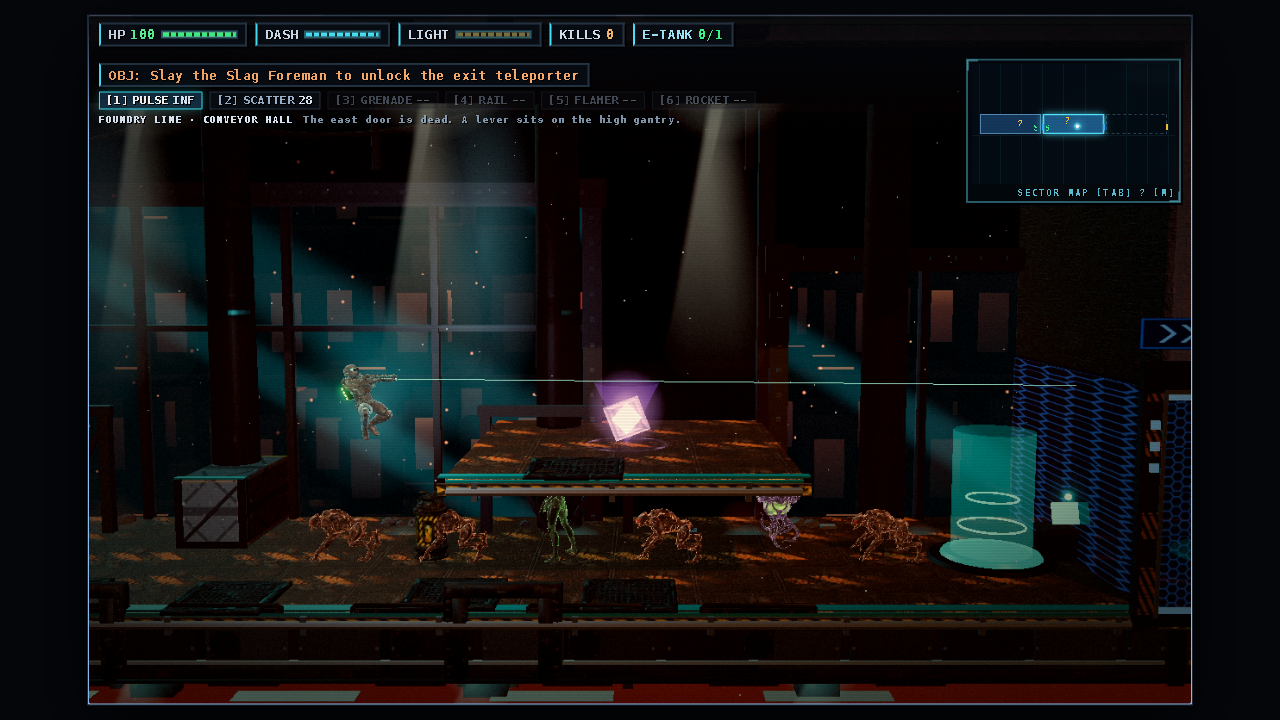 HP 100 DASH LIGHT KILLS 0 E-TANK 0/1
OBJ: Slay the Slag Foreman to unlock the exit teleporter
[1] PULSE INF [2] SCATTER 28 [3] GRENADE -- [4] RAIL -- [5] FLAMER -- [6] ROCKET --
FOUNDRY LINE · CONVEYOR HALL The east door is dead. A lever sits on the high gantry.
? S S ?
SECTOR MAP [TAB] ? [M]
>>